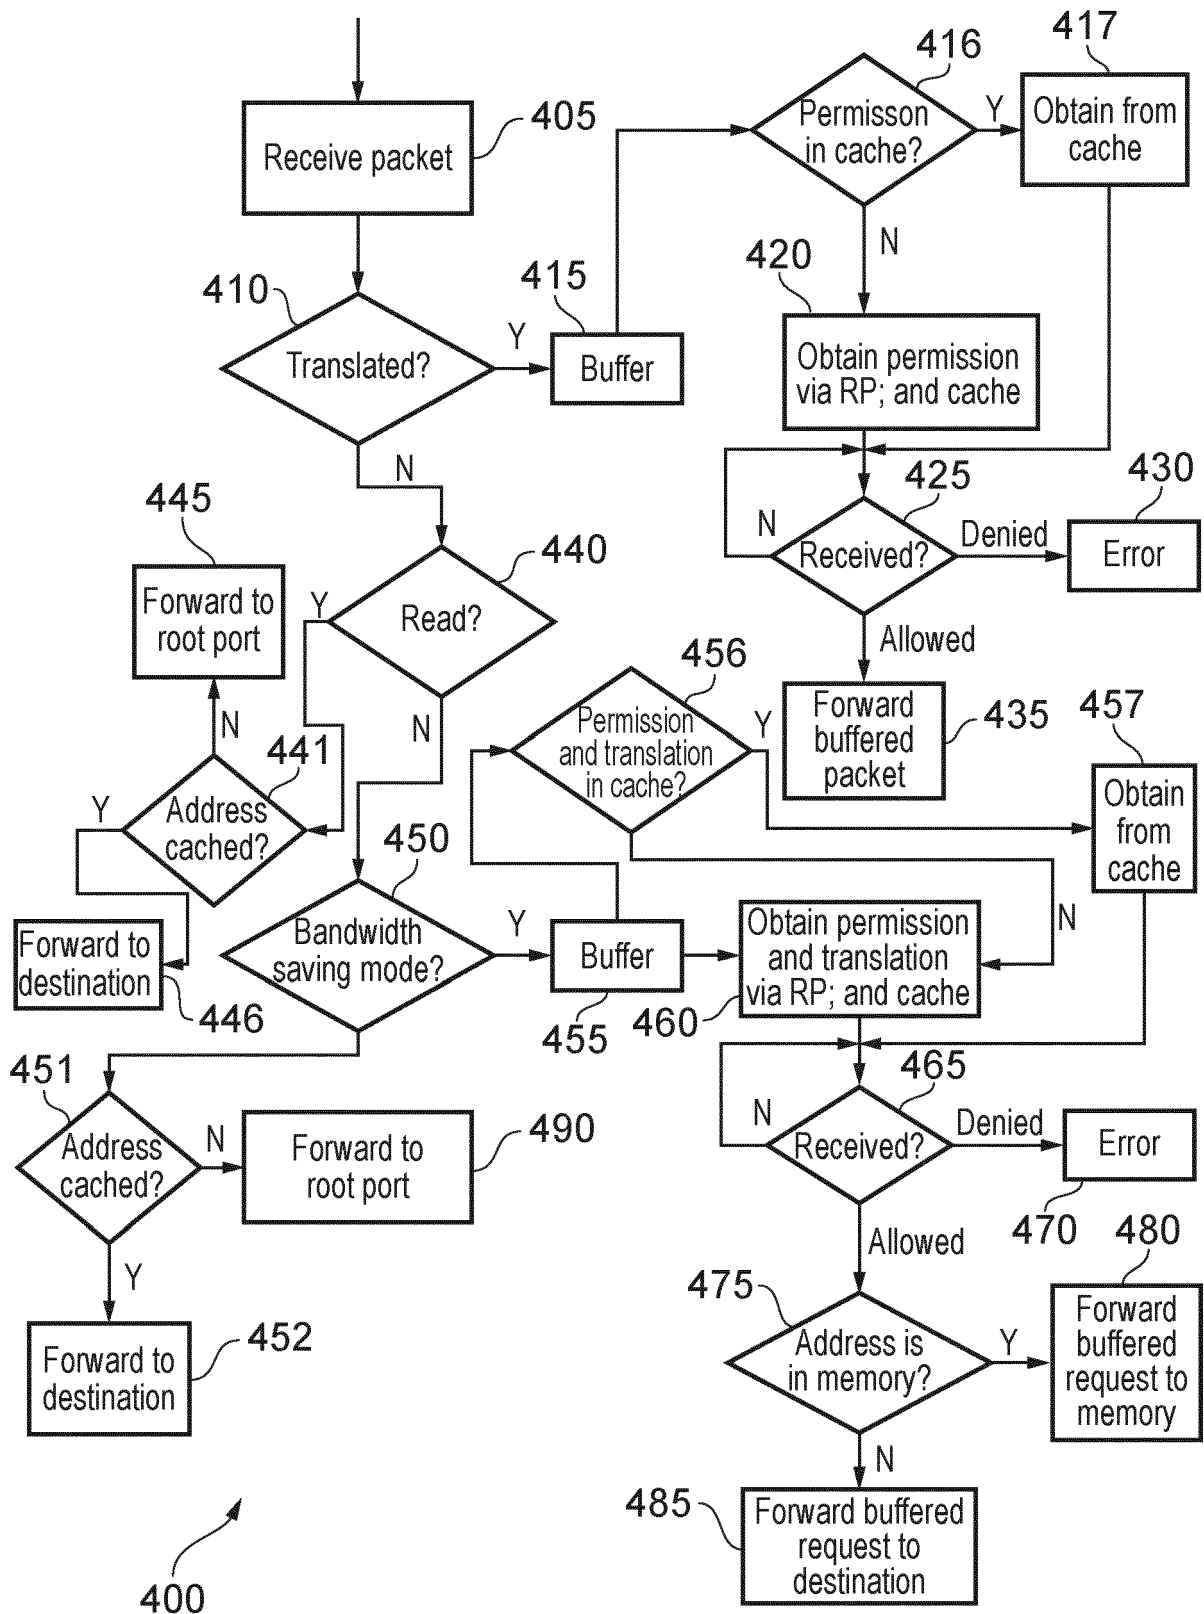 417
416
405
Permisson
in cache?
Y
Obtain from
cache
Receive packet
N
420
415
410
Y
Translated?
Buffer
Obtain permission
via RP; and cache
N
445
425
430
440
N
Received?
Denied
Error
Forward to
root port
Y
Read?
Allowed
456
N
N
Permission
and translation
in cache?
Y
Forward
buffered
packet
435
457
441
Y
Address
cached?
Obtain
from
cache
450
Bandwidth
saving mode?
Y
N
Forward to
destination
446
Buffer
455
Obtain permission
and translation
via RP; and cache
460
451
465
N
Received?
Denied
Error
470
Address
cached?
N
Forward to
root port
490
Allowed
480
Y
475
Address is
in memory?
Y
Forward
buffered
request to
memory
452
Forward to
destination
N
485
Forward buffered
request to
destination
400